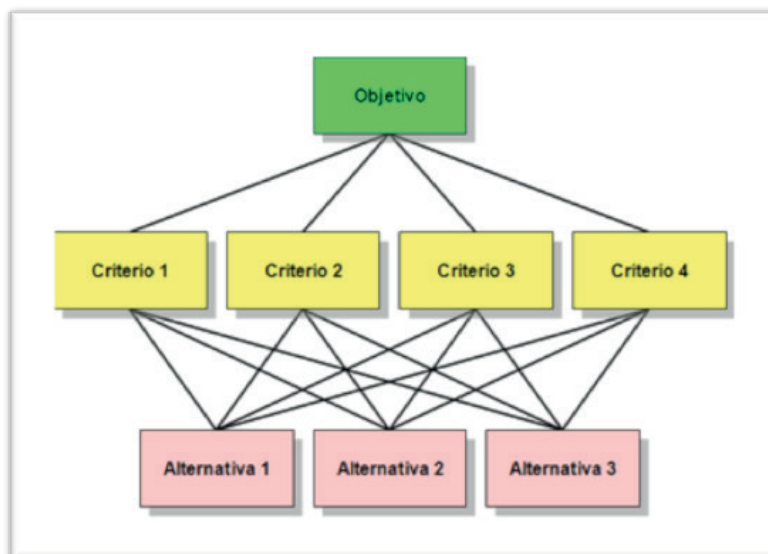 Objetivo
Criterio 1
Criterio 2
Criterio 3
Criterio 4
Alternativa 1
Alternativa 2
Alternativa 3